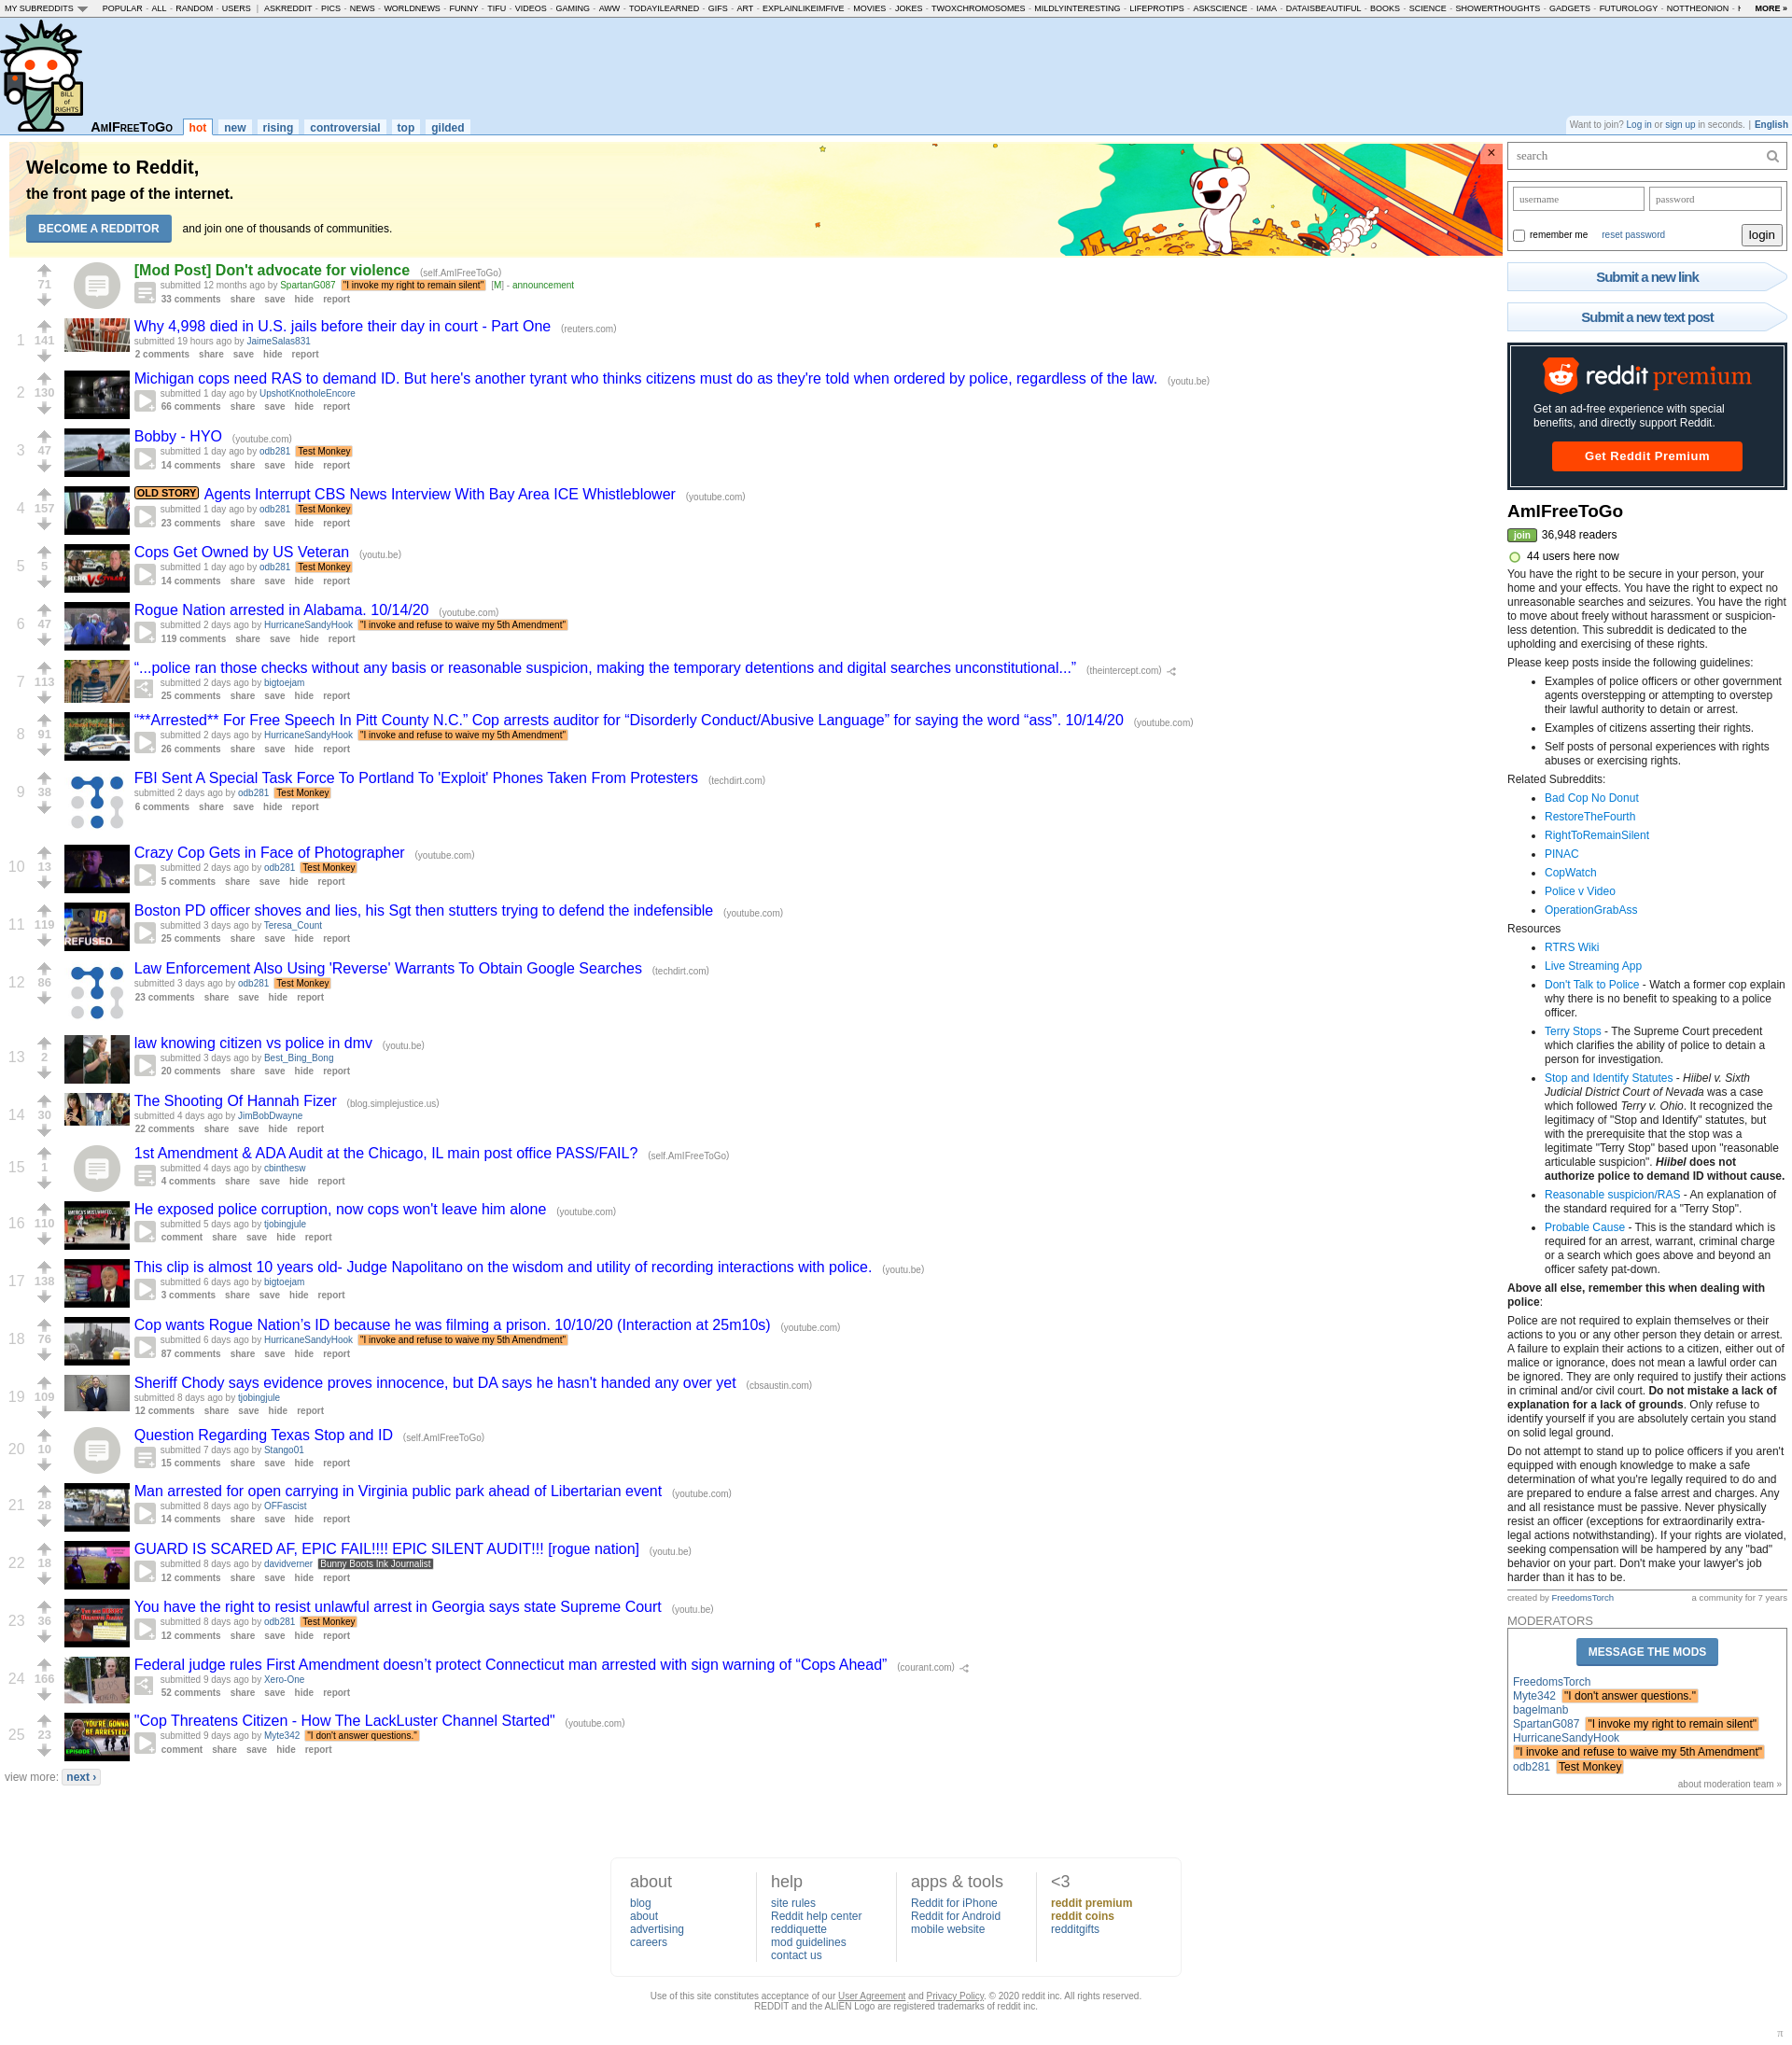 MY SUBREDDITS POPULAR - ALL - RANDOM - USERS | ASKREDDIT - PICS - NEWS - WORLDNEWS - FUNNY - TIFU - VIDEOS - GAMING - AWW - TODAYILEARNED - GIFS - ART - EXPLAINLIKEIMFIVE - MOVIES - JOKES - TWOXCHROMOSOMES - MILDLYINTERESTING - LIFEPROTIPS - ASKSCIENCE - IAMA - DATAISBEAUTIFUL - BOOKS - SCIENCE - SHOWERTHOUGHTS - GADGETS - FUTUROLOGY - NOTTHEONION - MORE »
BILL of RIGHTS
AmIFreeToGo hot new rising controversial top gilded
Want to join? Log in or sign up in seconds. | English
Welcome to Reddit,
the front page of the internet.
BECOME A REDDITOR and join one of thousands of communities.
×
71
[Mod Post] Don't advocate for violence (self.AmIFreeToGo)
submitted 12 months ago by SpartanG087 "I invoke my right to remain silent" [M] - announcement
33 comments share save hide report
1 141
Why 4,998 died in U.S. jails before their day in court - Part One (reuters.com)
submitted 19 hours ago by JaimeSalas831
2 comments share save hide report
2 130
Michigan cops need RAS to demand ID. But here's another tyrant who thinks citizens must do as they're told when ordered by police, regardless of the law. (youtu.be)
submitted 1 day ago by UpshotKnotholeEncore
66 comments share save hide report
3 47
Bobby - HYO (youtube.com)
submitted 1 day ago by odb281 Test Monkey
14 comments share save hide report
4 157
OLD STORY Agents Interrupt CBS News Interview With Bay Area ICE Whistleblower (youtube.com)
submitted 1 day ago by odb281 Test Monkey
23 comments share save hide report
5 5
Cops Get Owned by US Veteran (youtu.be)
submitted 1 day ago by odb281 Test Monkey
14 comments share save hide report
6 47
Rogue Nation arrested in Alabama. 10/14/20 (youtube.com)
submitted 2 days ago by HurricaneSandyHook "I invoke and refuse to waive my 5th Amendment"
119 comments share save hide report
7 113
“...police ran those checks without any basis or reasonable suspicion, making the temporary detentions and digital searches unconstitutional...” (theintercept.com)
submitted 2 days ago by bigtoejam
25 comments share save hide report
8 91
“**Arrested** For Free Speech In Pitt County N.C.” Cop arrests auditor for “Disorderly Conduct/Abusive Language” for saying the word “ass”. 10/14/20 (youtube.com)
submitted 2 days ago by HurricaneSandyHook "I invoke and refuse to waive my 5th Amendment"
26 comments share save hide report
9 38
FBI Sent A Special Task Force To Portland To 'Exploit' Phones Taken From Protesters (techdirt.com)
submitted 2 days ago by odb281 Test Monkey
6 comments share save hide report
10 13
Crazy Cop Gets in Face of Photographer (youtube.com)
submitted 2 days ago by odb281 Test Monkey
5 comments share save hide report
11 119
REFUSED
Boston PD officer shoves and lies, his Sgt then stutters trying to defend the indefensible (youtube.com)
submitted 3 days ago by Teresa_Count
25 comments share save hide report
12 86
Law Enforcement Also Using 'Reverse' Warrants To Obtain Google Searches (techdirt.com)
submitted 3 days ago by odb281 Test Monkey
23 comments share save hide report
13 2
law knowing citizen vs police in dmv (youtu.be)
submitted 3 days ago by Best_Bing_Bong
20 comments share save hide report
14 30
The Shooting Of Hannah Fizer (blog.simplejustice.us)
submitted 4 days ago by JimBobDwayne
22 comments share save hide report
15 1
1st Amendment & ADA Audit at the Chicago, IL main post office PASS/FAIL? (self.AmIFreeToGo)
submitted 4 days ago by cbinthesw
4 comments share save hide report
16 110
He exposed police corruption, now cops won't leave him alone (youtube.com)
submitted 5 days ago by tjobingjule
comment share save hide report
17 138
This clip is almost 10 years old- Judge Napolitano on the wisdom and utility of recording interactions with police. (youtu.be)
submitted 6 days ago by bigtoejam
3 comments share save hide report
18 76
Cop wants Rogue Nation’s ID because he was filming a prison. 10/10/20 (Interaction at 25m10s) (youtube.com)
submitted 6 days ago by HurricaneSandyHook "I invoke and refuse to waive my 5th Amendment"
87 comments share save hide report
19 109
Sheriff Chody says evidence proves innocence, but DA says he hasn't handed any over yet (cbsaustin.com)
submitted 8 days ago by tjobingjule
12 comments share save hide report
20 10
Question Regarding Texas Stop and ID (self.AmIFreeToGo)
submitted 7 days ago by Stango01
15 comments share save hide report
21 28
Man arrested for open carrying in Virginia public park ahead of Libertarian event (youtube.com)
submitted 8 days ago by OFFascist
14 comments share save hide report
22 18
GUARD IS SCARED AF, EPIC FAIL!!!! EPIC SILENT AUDIT!!! [rogue nation] (youtu.be)
submitted 8 days ago by davidverner Bunny Boots Ink Journalist
12 comments share save hide report
23 36
You have the right to resist unlawful arrest in Georgia says state Supreme Court (youtu.be)
submitted 8 days ago by odb281 Test Monkey
12 comments share save hide report
24 166
Federal judge rules First Amendment doesn’t protect Connecticut man arrested with sign warning of “Cops Ahead” (courant.com)
submitted 9 days ago by Xero-One
52 comments share save hide report
25 23
YOU'RE GONNA BE ARRESTED
"Cop Threatens Citizen - How The LackLuster Channel Started" (youtube.com)
submitted 9 days ago by Myte342 "I don't answer questions."
comment share save hide report
view more: next ›
search
username password
remember me reset password login
Submit a new link
Submit a new text post
reddit premium
Get an ad-free experience with special
benefits, and directly support Reddit.
Get Reddit Premium
AmIFreeToGo
join 36,948 readers
44 users here now
You have the right to be secure in your person, your
home and your effects. You have the right to expect no
unreasonable searches and seizures. You have the right
to move about freely without harassment or suspicion-
less detention. This subreddit is dedicated to the
upholding and exercising of these rights.
Please keep posts inside the following guidelines:
Examples of police officers or other government
agents overstepping or attempting to overstep
their lawful authority to detain or arrest.
Examples of citizens asserting their rights.
Self posts of personal experiences with rights
abuses or exercising rights.
Related Subreddits:
Bad Cop No Donut
RestoreTheFourth
RightToRemainSilent
PINAC
CopWatch
Police v Video
OperationGrabAss
Resources
RTRS Wiki
Live Streaming App
Don't Talk to Police - Watch a former cop explain
why there is no benefit to speaking to a police
officer.
Terry Stops - The Supreme Court precedent
which clarifies the ability of police to detain a
person for investigation.
Stop and Identify Statutes - Hiibel v. Sixth
Judicial District Court of Nevada was a case
which followed Terry v. Ohio. It recognized the
legitimacy of "Stop and Identify" statutes, but
with the prerequisite that the stop was a
legitimate "Terry Stop" based upon "reasonable
articulable suspicion". Hiibel does not
authorize police to demand ID without cause.
Reasonable suspicion/RAS - An explanation of
the standard required for a "Terry Stop".
Probable Cause - This is the standard which is
required for an arrest, warrant, criminal charge
or a search which goes above and beyond an
officer safety pat-down.
Above all else, remember this when dealing with
police:
Police are not required to explain themselves or their
actions to you or any other person they detain or arrest.
A failure to explain their actions to a citizen, either out of
malice or ignorance, does not mean a lawful order can
be ignored. They are only required to justify their actions
in criminal and/or civil court. Do not mistake a lack of
explanation for a lack of grounds. Only refuse to
identify yourself if you are absolutely certain you stand
on solid legal ground.
Do not attempt to stand up to police officers if you aren't
equipped with enough knowledge to make a safe
determination of what you're legally required to do and
are prepared to endure a false arrest and charges. Any
and all resistance must be passive. Never physically
resist an officer (exceptions for extraordinarily extra-
legal actions notwithstanding). If your rights are violated,
seeking compensation will be hampered by any "bad"
behavior on your part. Don't make your lawyer's job
harder than it has to be.
created by FreedomsTorch a community for 7 years
MODERATORS
MESSAGE THE MODS
FreedomsTorch
Myte342 "I don't answer questions."
bagelmanb
SpartanG087 "I invoke my right to remain silent"
HurricaneSandyHook
"I invoke and refuse to waive my 5th Amendment"
odb281 Test Monkey
about moderation team »
about
blog
about
advertising
careers
help
site rules
Reddit help center
reddiquette
mod guidelines
contact us
apps & tools
Reddit for iPhone
Reddit for Android
mobile website
<3
reddit premium
reddit coins
redditgifts
Use of this site constitutes acceptance of our User Agreement and Privacy Policy. © 2020 reddit inc. All rights reserved.
REDDIT and the ALIEN Logo are registered trademarks of reddit inc.
π